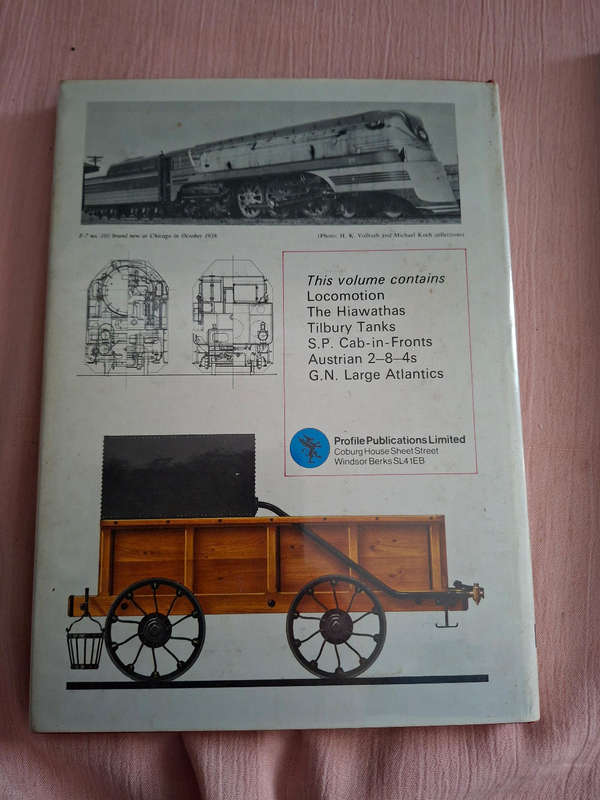 F-7 no. 100 brand new at Chicago in October 1938
(Photo: H. K. Vollrath and Michael Koch collections)
This volume contains
Locomotion
The Hiawathas
Tilbury Tanks
S.P. Cab-in-Fronts
Austrian 2–8–4s
G.N. Large Atlantics
Profile Publications Limited
Coburg House Sheet Street
Windsor Berks SL4 1EB